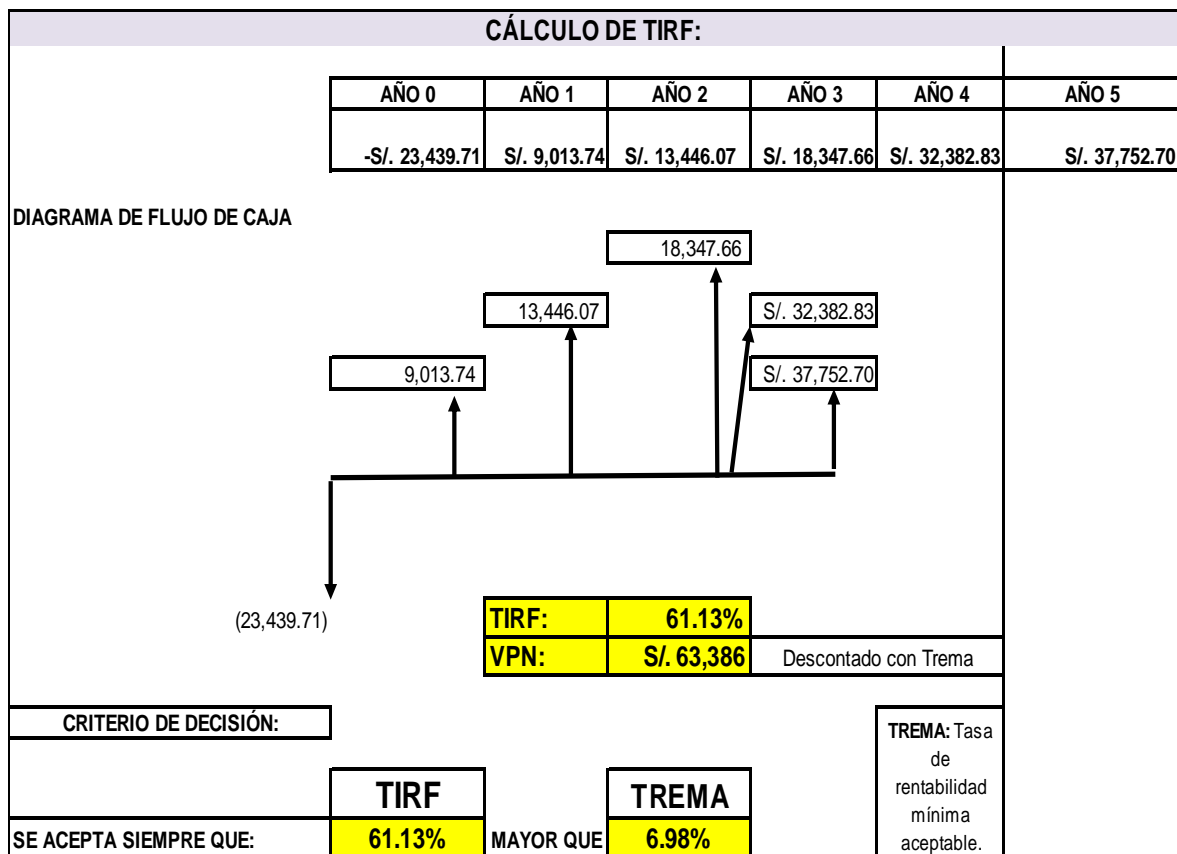 CÁLCULO DE TIRF:
AÑO 0 AÑO 1 AÑO 2 AÑO 3 AÑO 4 AÑO 5
-S/. 23,439.71 S/. 9,013.74 S/. 13,446.07 S/. 18,347.66 S/. 32,382.83 S/. 37,752.70
DIAGRAMA DE FLUJO DE CAJA
18,347.66
13,446.07 S/. 32,382.83
9,013.74 S/. 37,752.70
(23,439.71)
TIRF: 61.13%
VPN: S/. 63,386 Descontado con Trema
CRITERIO DE DECISIÓN:
TREMA: Tasa
de
rentabilidad
mínima
aceptable.
TIRF TREMA
SE ACEPTA SIEMPRE QUE: 61.13% MAYOR QUE 6.98%